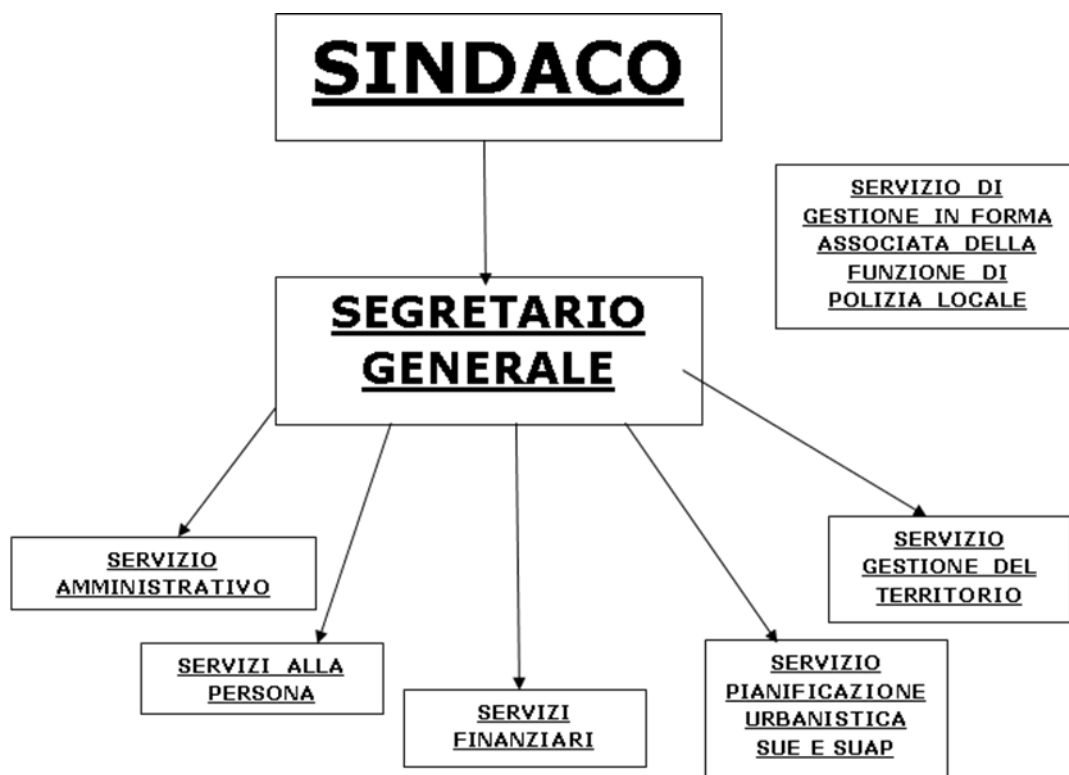 SINDACO
SERVIZIO DI
GESTIONE IN FORMA
ASSOCIATA DELLA
FUNZIONE DI
POLIZIA LOCALE
SEGRETARIO
GENERALE
SERVIZIO
AMMINISTRATIVO
SERVIZI ALLA
PERSONA
SERVIZI
FINANZIARI
SERVIZIO
PIANIFICAZIONE
URBANISTICA
SUE E SUAP
SERVIZIO
GESTIONE DEL
TERRITORIO